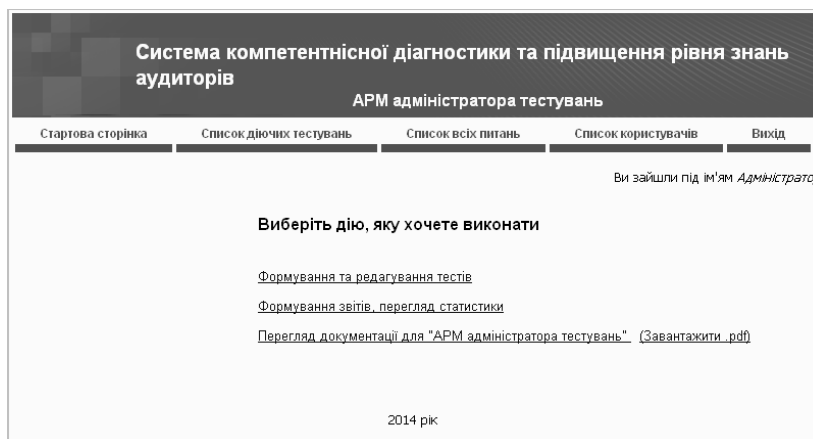 Система компетентнісної діагностики та підвищення рівня знань
аудиторів
АРМ адміністратора тестувань
Стартова сторінка Список діючих тестувань Список всіх питань Список користувачів Вихід
Ви зайшли під ім'ям Адміністрато
Виберіть дію, яку хочете виконати
Формування та редагування тестів
Формування звітів, перегляд статистики
Перегляд документації для "АРМ адміністратора тестувань" (Завантажити .pdf)
2014 рік